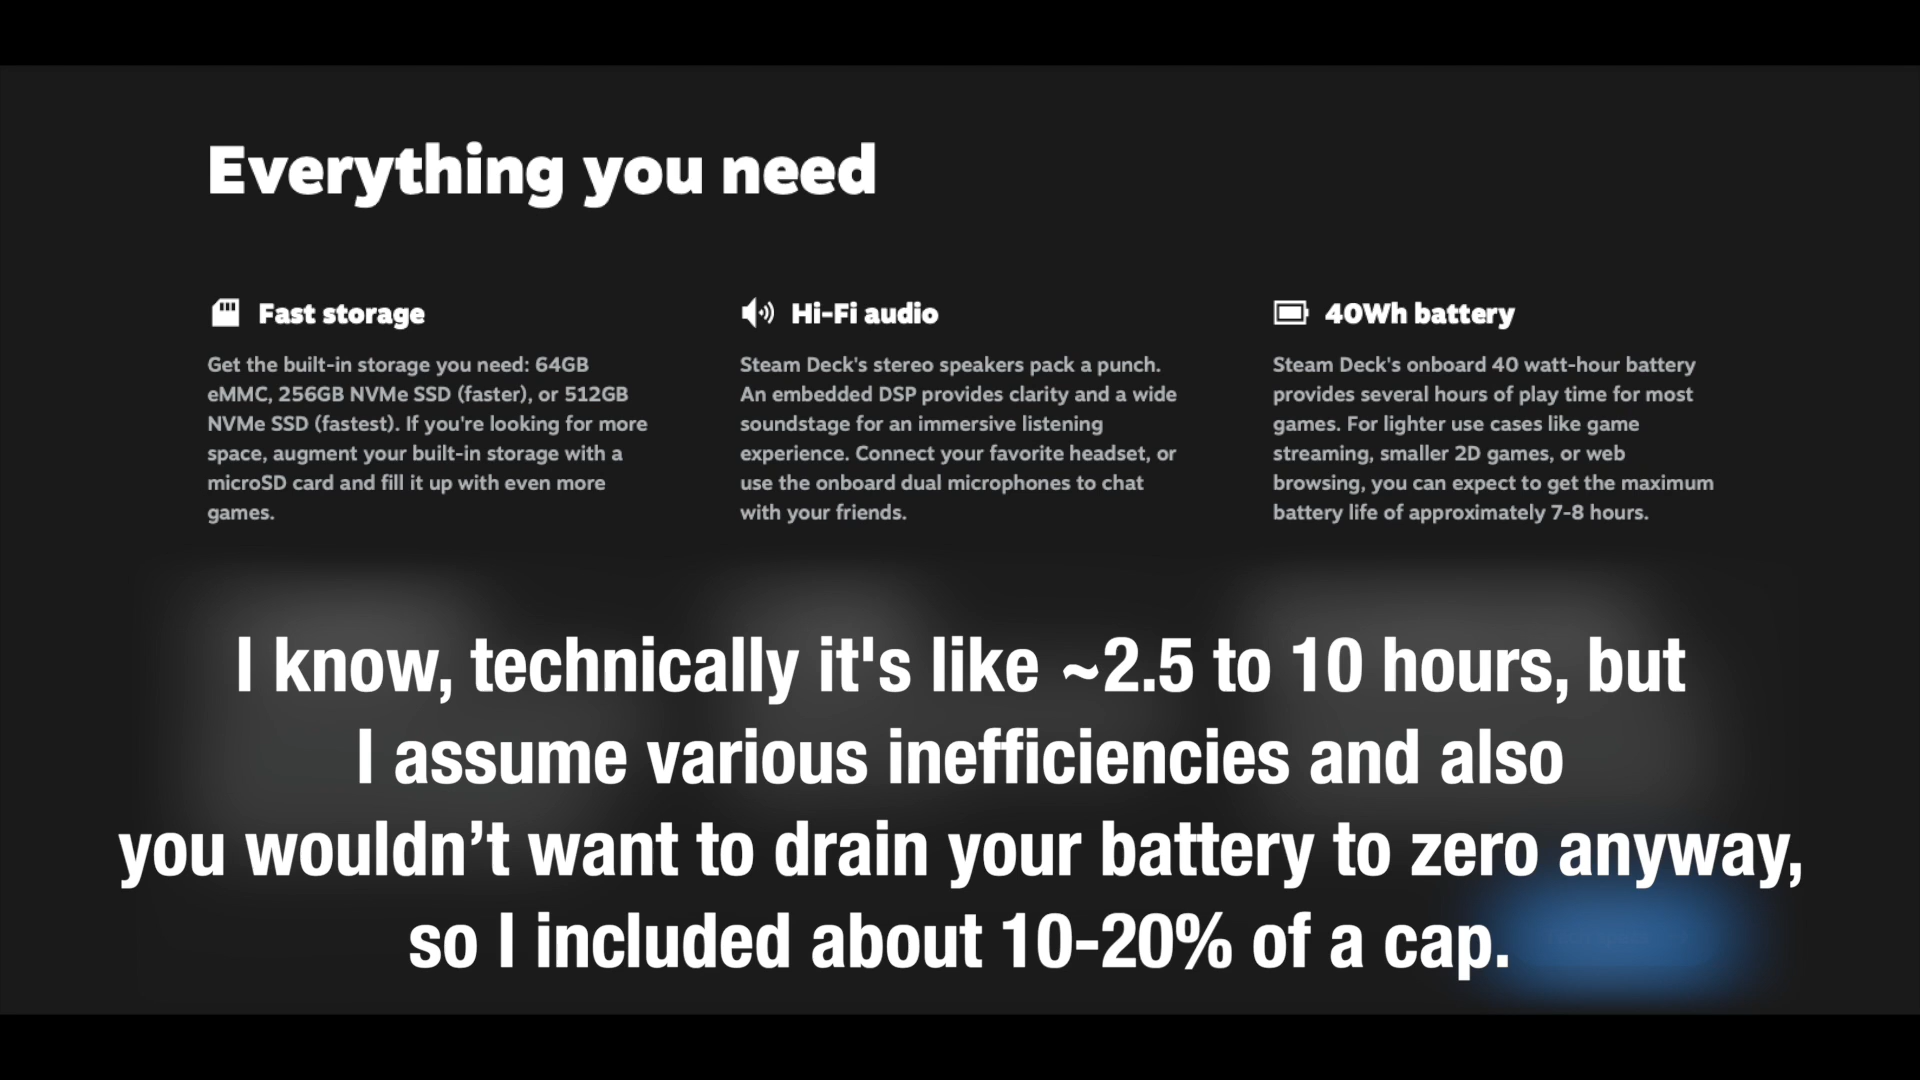 Everything you need
Fast storage
Get the built-in storage you need: 64GB
eMMC, 256GB NVMe SSD (faster), or 512GB
NVMe SSD (fastest). If you're looking for more
space, augment your built-in storage with a
microSD card and fill it up with even more
games.
Hi-Fi audio
Steam Deck's stereo speakers pack a punch.
An embedded DSP provides clarity and a wide
soundstage for an immersive listening
experience. Connect your favorite headset, or
use the onboard dual microphones to chat
with your friends.
40Wh battery
Steam Deck's onboard 40 watt-hour battery
provides several hours of play time for most
games. For lighter use cases like game
streaming, smaller 2D games, or web
browsing, you can expect to get the maximum
battery life of approximately 7-8 hours.
I know, technically it's like ~2.5 to 10 hours, but
I assume various inefficiencies and also
you wouldn’t want to drain your battery to zero anyway,
so I included about 10-20% of a cap.